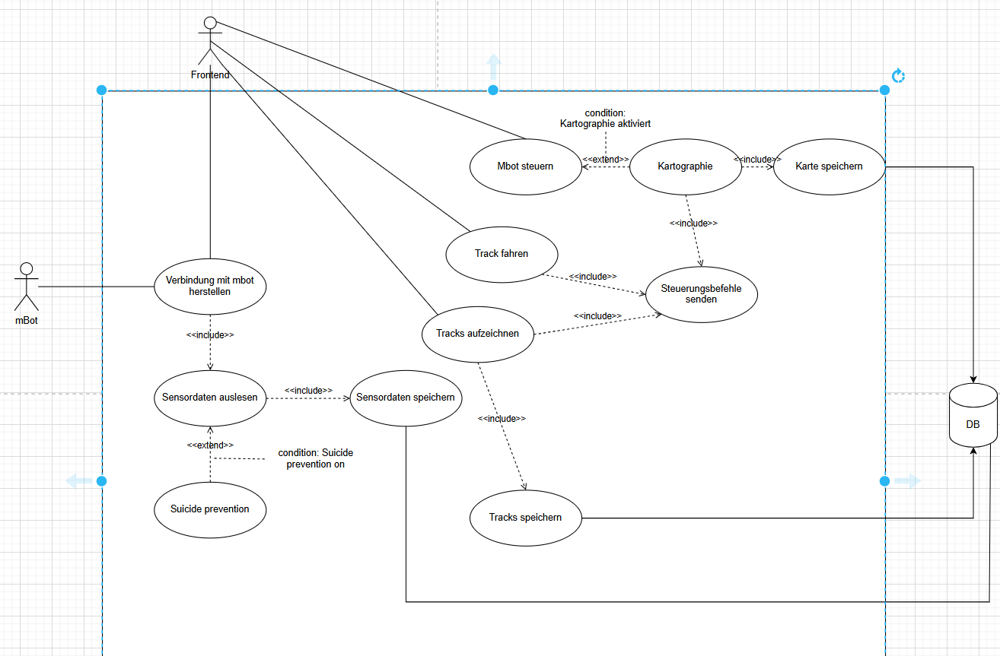 Frontend
condition:
Kartographie aktiviert
Mbot steuern
<<extend>>
Kartographie
<<include>>
Karte speichern
<<include>>
Track fahren
<<include>>
Steuerungsbefehle
senden
mBot
Verbindung mit mbot
herstellen
<<include>>
Tracks aufzeichnen
<<include>>
Sensordaten auslesen
<<include>>
Sensordaten speichern
<<include>>
DB
<<extend>>
condition: Suicide
prevention on
Suicide prevention
Tracks speichern